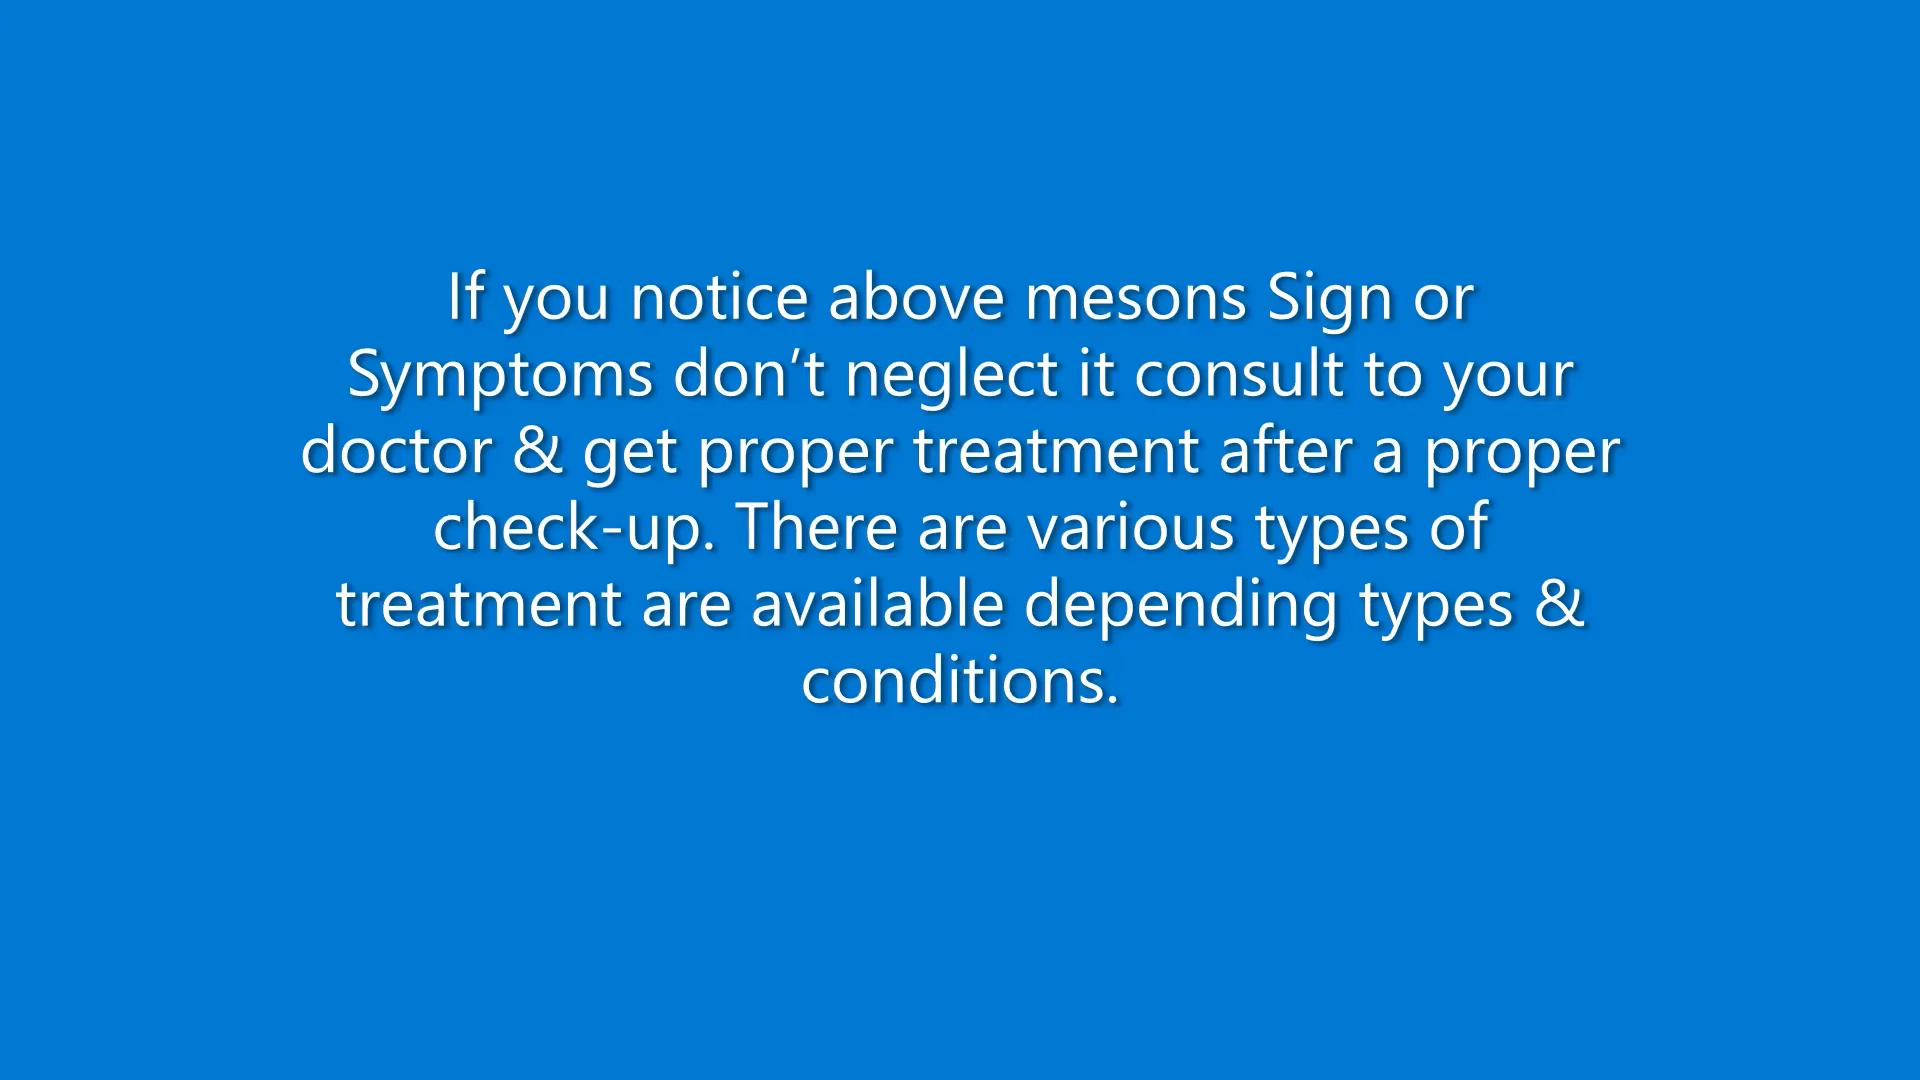 If you notice above mesons Sign or
Symptoms don’t neglect it consult to your
doctor & get proper treatment after a proper
check-up. There are various types of
treatment are available depending types &
conditions.